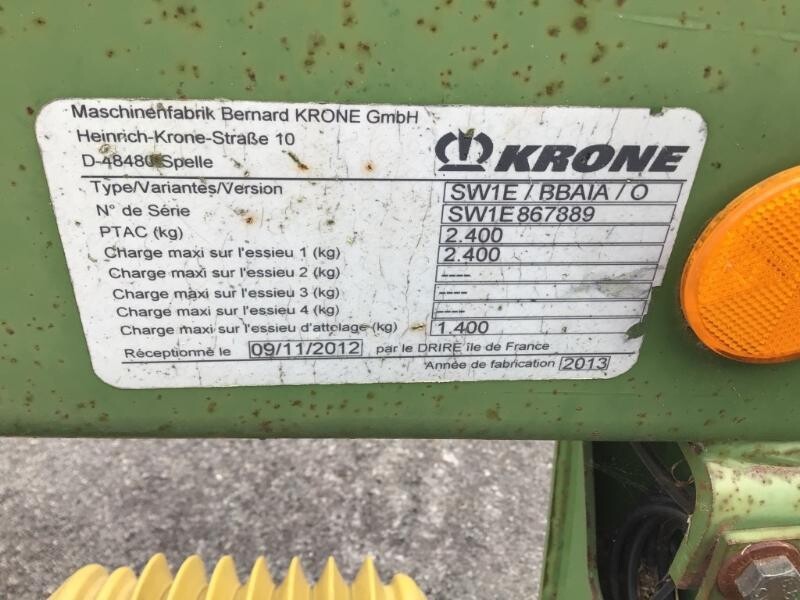 Maschinenfabrik Bernard KRONE GmbH
Heinrich-Krone-Straße 10
D-48480 Spelle
KRONE
Type/Variantes/Version SW1E / BBAIA / O
N° de Série SW1E867889
PTAC (kg) 2.400
Charge maxi sur l'essieu 1 (kg) 2.400
Charge maxi sur l'essieu 2 (kg) ----
Charge maxi sur l'essieu 3 (kg) ----
Charge maxi sur l'essieu 4 (kg) ----
Charge maxi sur l'essieu d'attelage (kg) 1.400
Réceptionné le 09/11/2012 par le DRIRE île de France
Année de fabrication 2013